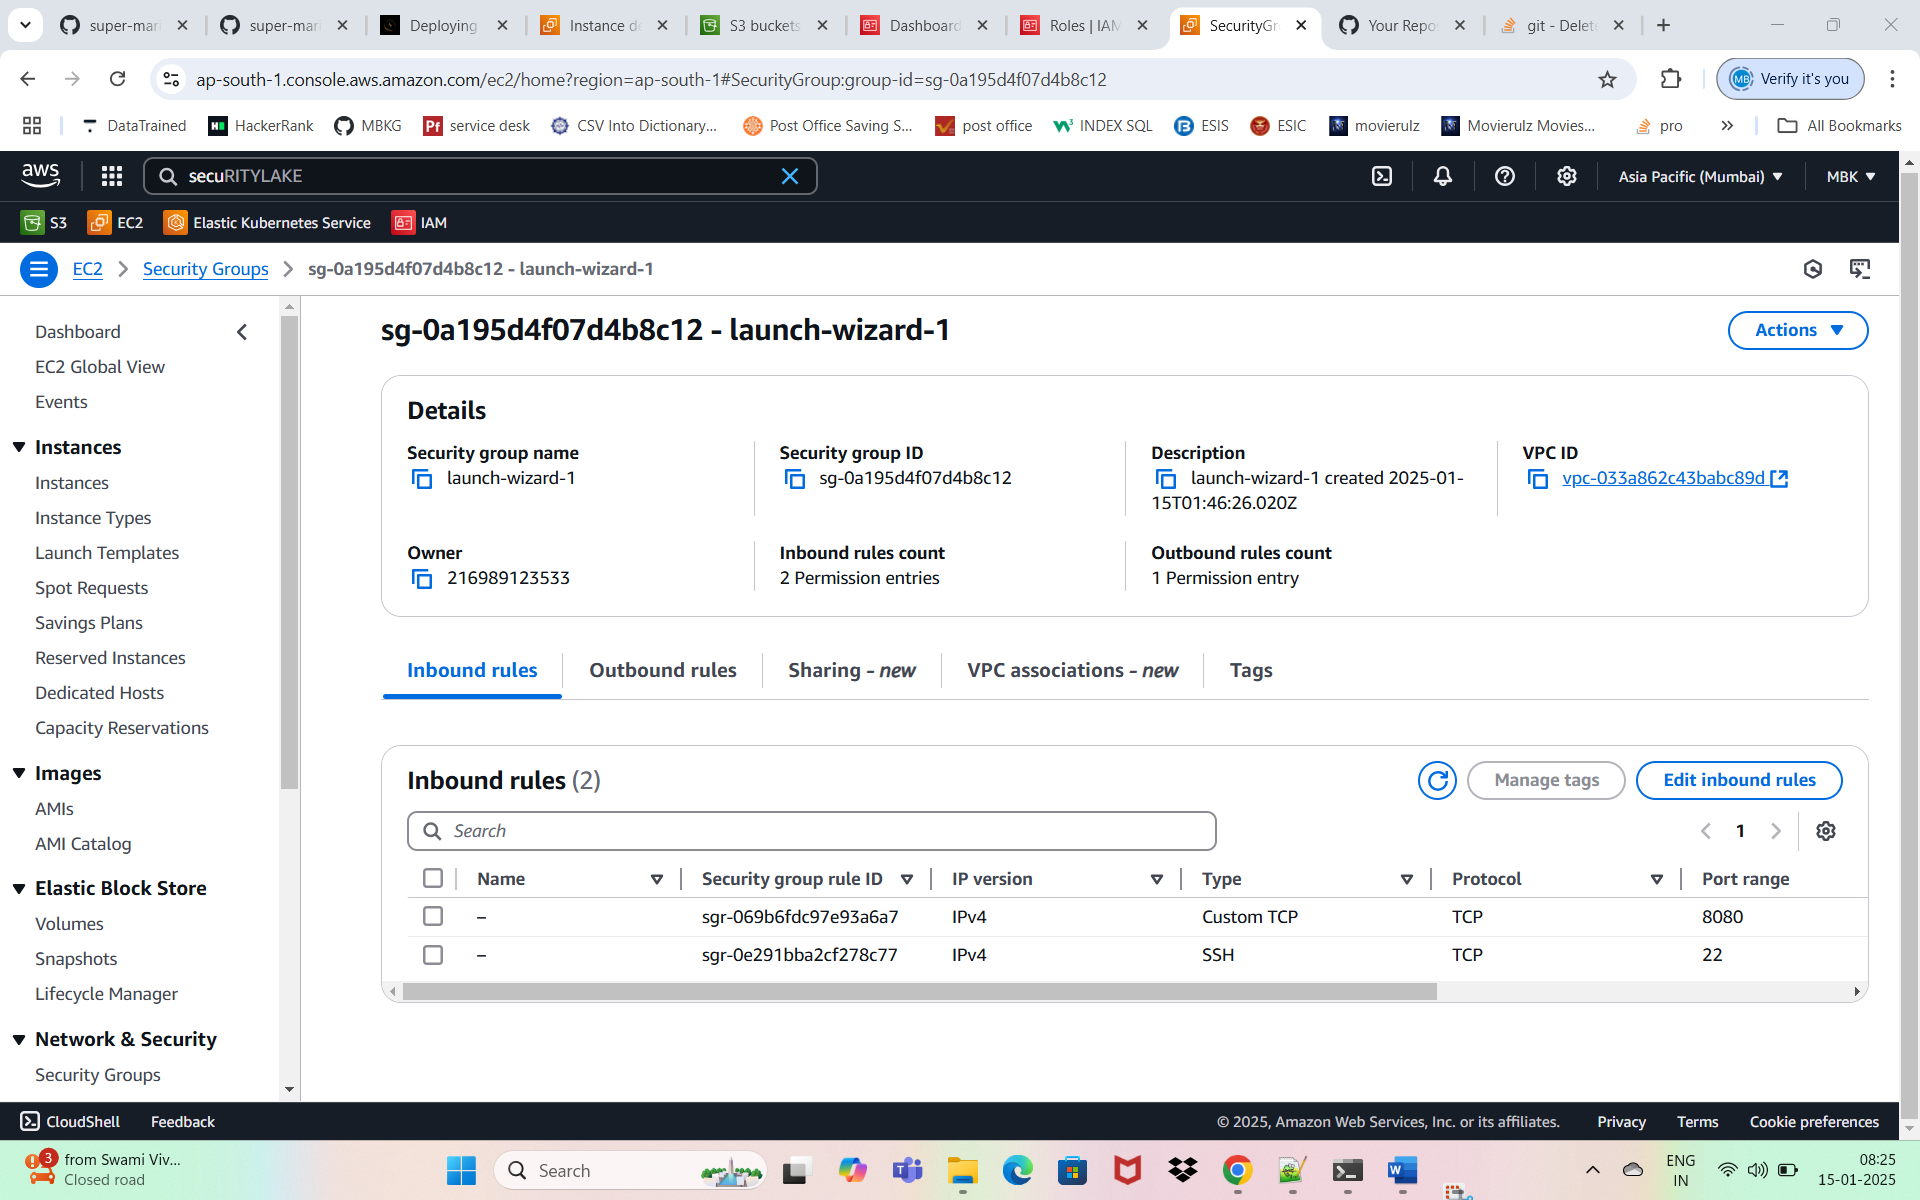 super-mar
super-mar
Deploying
Instance de
S3 buckets
Dashboard
Roles | IAM
SecurityGr
Your Repo
git - Delet
ap-south-1.console.aws.amazon.com/ec2/home?region=ap-south-1#SecurityGroup:group-id=sg-0a195d4f07d4b8c12
Verify it's you
DataTrained
HackerRank
MBKG
service desk
CSV Into Dictionary...
Post Office Saving S...
post office
INDEX SQL
ESIS
ESIC
movierulz
Movierulz Movies...
pro
All Bookmarks
aws
secuRITYLAKE
Asia Pacific (Mumbai)
MBK
S3
EC2
Elastic Kubernetes Service
IAM
EC2
Security Groups
sg-0a195d4f07d4b8c12 - launch-wizard-1
Dashboard
EC2 Global View
Events
Instances
Instances
Instance Types
Launch Templates
Spot Requests
Savings Plans
Reserved Instances
Dedicated Hosts
Capacity Reservations
Images
AMIs
AMI Catalog
Elastic Block Store
Volumes
Snapshots
Lifecycle Manager
Network & Security
Security Groups
sg-0a195d4f07d4b8c12 - launch-wizard-1
Actions
Details
Security group name
launch-wizard-1
Security group ID
sg-0a195d4f07d4b8c12
Description
launch-wizard-1 created 2025-01-
15T01:46:26.020Z
VPC ID
vpc-033a862c43babc89d
Owner
216989123533
Inbound rules count
2 Permission entries
Outbound rules count
1 Permission entry
Inbound rules
Outbound rules
Sharing - new
VPC associations - new
Tags
Inbound rules (2)
Manage tags
Edit inbound rules
Search
1
Name Security group rule ID IP version Type Protocol Port range
– sgr-069b6fdc97e93a6a7 IPv4 Custom TCP TCP 8080
– sgr-0e291bba2cf278c77 IPv4 SSH TCP 22
CloudShell
Feedback
© 2025, Amazon Web Services, Inc. or its affiliates.
Privacy
Terms
Cookie preferences
3
from Swami Viv...
Closed road
Search
ENG
IN
08:25
15-01-2025